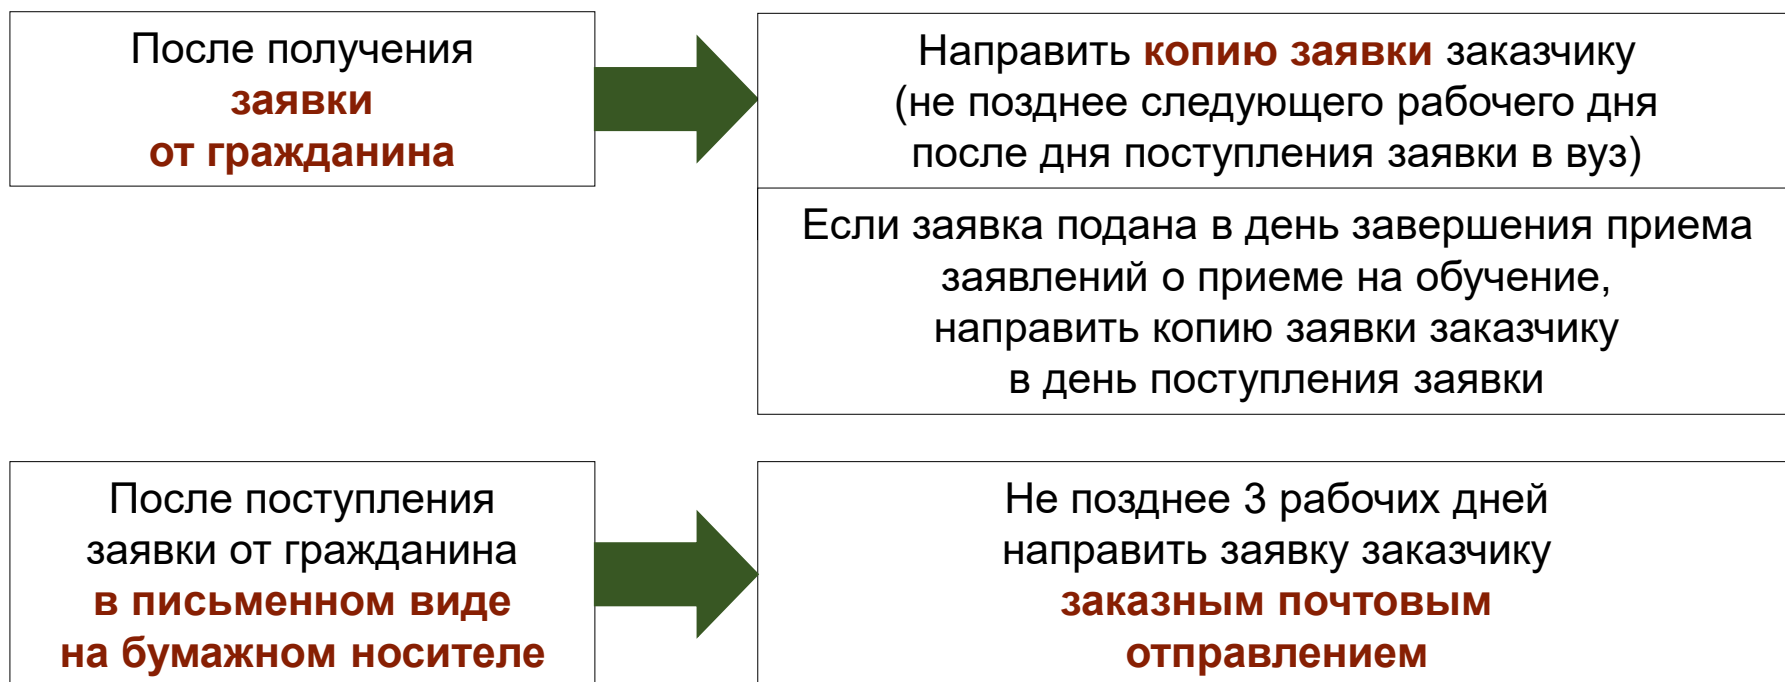 После получения
заявки
от гражданина
Направить копию заявки заказчику
(не позднее следующего рабочего дня
после дня поступления заявки в вуз)
Если заявка подана в день завершения приема
заявлений о приеме на обучение,
направить копию заявки заказчику
в день поступления заявки
После поступления
заявки от гражданина
в письменном виде
на бумажном носителе
Не позднее 3 рабочих дней
направить заявку заказчику
заказным почтовым
отправлением